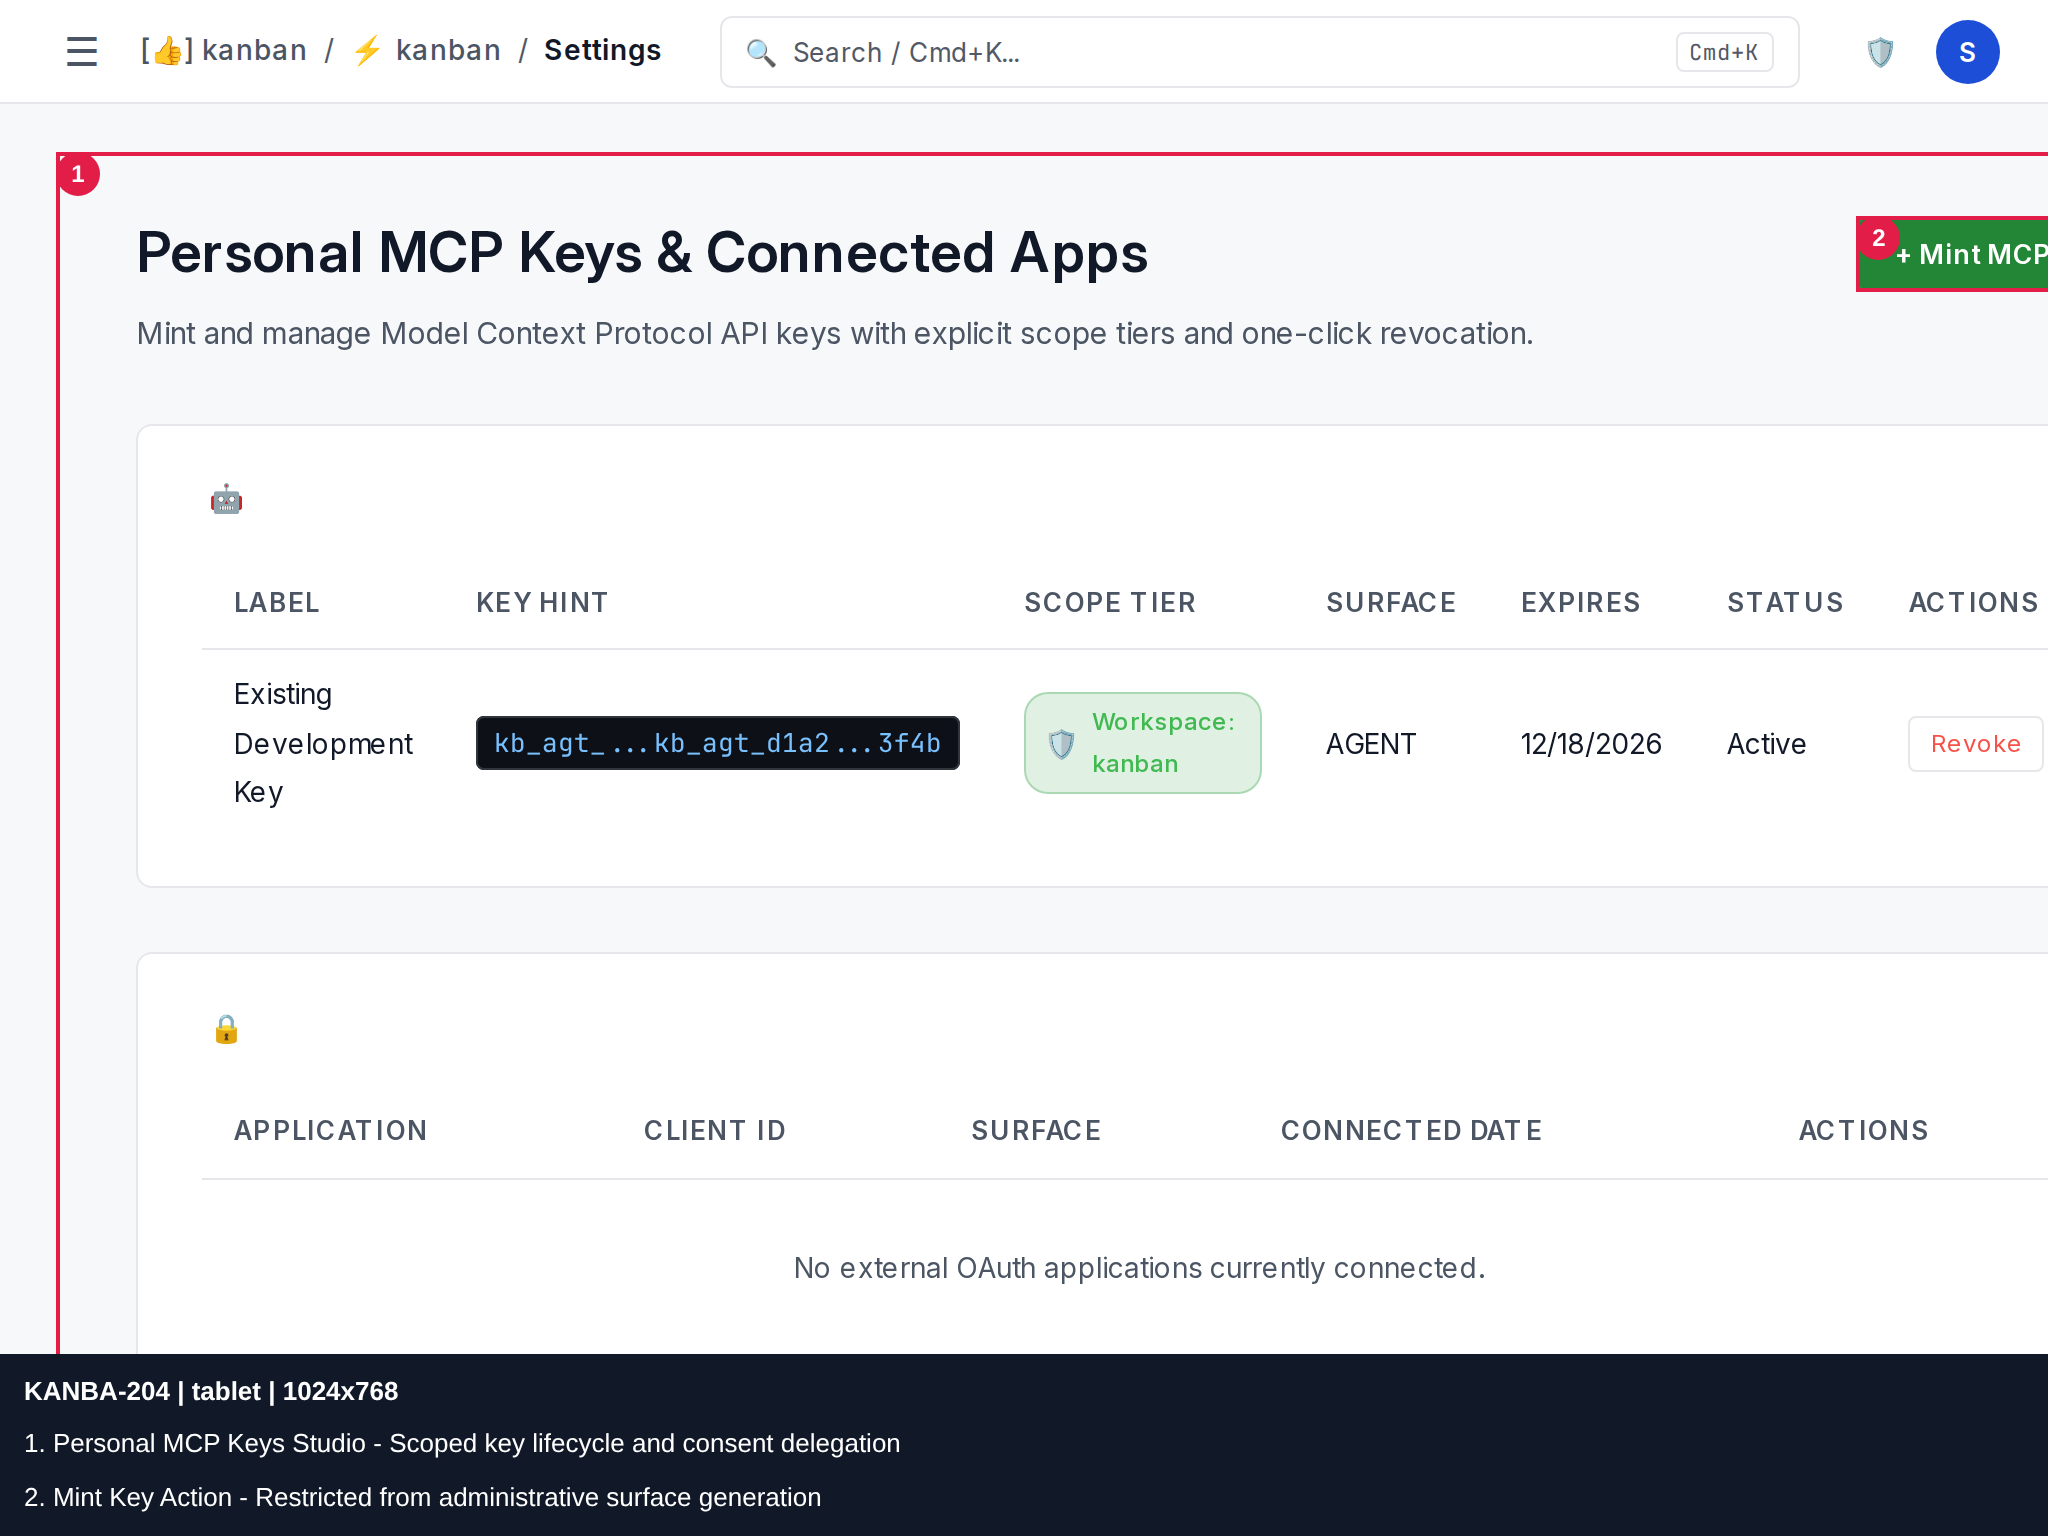 [👍] kanban / ⚡ kanban / Settings
🔍 Search / Cmd+K... Cmd+K
S
1
Personal MCP Keys & Connected Apps
2
+ Mint MCP
Mint and manage Model Context Protocol API keys with explicit scope tiers and one-click revocation.
LABEL KEY HINT SCOPE TIER SURFACE EXPIRES STATUS ACTIONS
Existing
Development
Key
kb_agt_...kb_agt_d1a2...3f4b
Workspace:
kanban
AGENT 12/18/2026 Active Revoke
APPLICATION CLIENT ID SURFACE CONNECTED DATE ACTIONS
No external OAuth applications currently connected.
KANBA-204 | tablet | 1024x768
1. Personal MCP Keys Studio - Scoped key lifecycle and consent delegation
2. Mint Key Action - Restricted from administrative surface generation